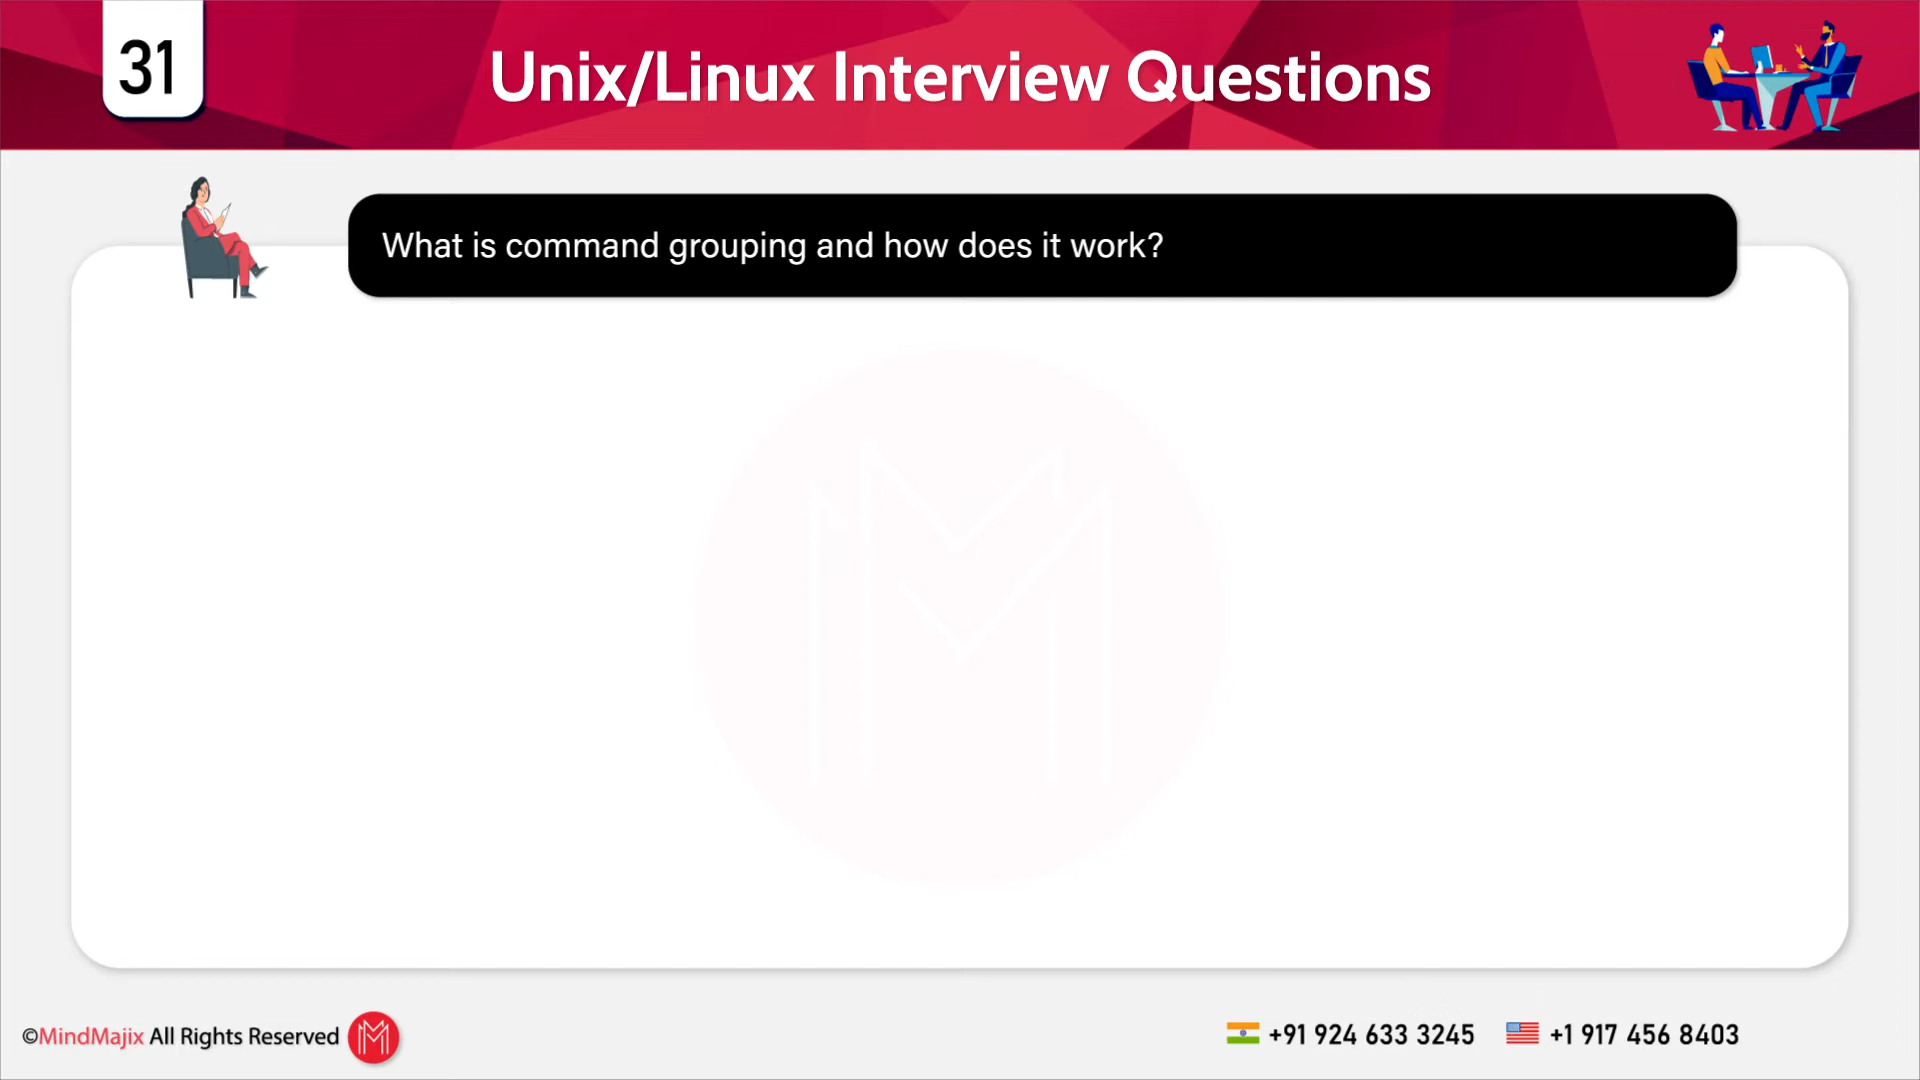 31
Unix/Linux Interview Questions
What is command grouping and how does it work?
©MindMajix All Rights Reserved
+91 924 633 3245
+1 917 456 8403